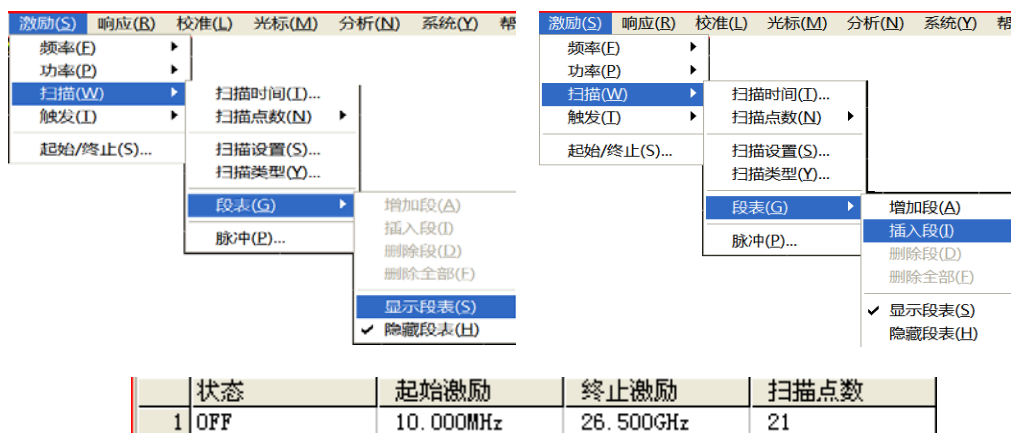 激励(S) 响应(R) 校准(L) 光标(M) 分析(N) 系统(Y)
频率(F)
功率(P)
扫描(W)
触发(T)
起始/终止(S)...
扫描时间(T)...
扫描点数(N)
扫描设置(S)...
扫描类型(Y)...
段表(G)
脉冲(P)...
增加段(A)
插入段(I)
删除段(D)
删除全部(E)
显示段表(S)
✓ 隐藏段表(H)
激励(S) 响应(R) 校准(L) 光标(M) 分析(N) 系统(Y)
频率(F)
功率(P)
扫描(W)
触发(T)
起始/终止(S)...
扫描时间(T)...
扫描点数(N)
扫描设置(S)...
扫描类型(Y)...
段表(G)
脉冲(P)...
增加段(A)
插入段(I)
删除段(D)
删除全部(E)
✓ 显示段表(S)
隐藏段表(H)
状态 起始激励 终止激励 扫描点数
1 OFF 10.000MHz 26.500GHz 21